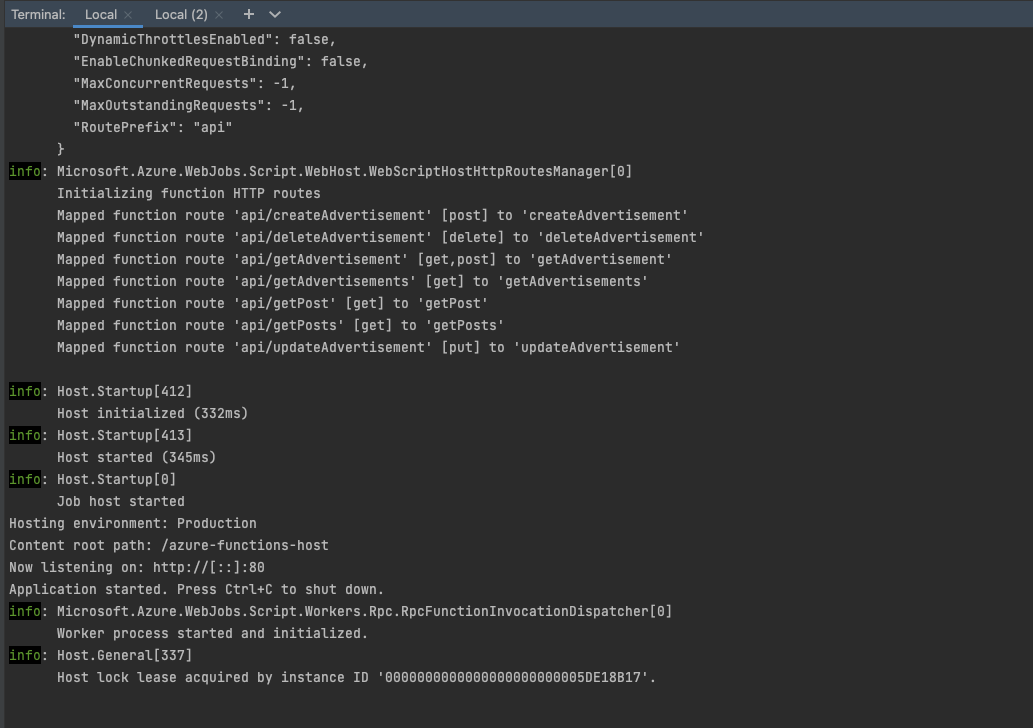 Terminal: Local × Local (2) × +
"DynamicThrottlesEnabled": false,
"EnableChunkedRequestBinding": false,
"MaxConcurrentRequests": -1,
"MaxOutstandingRequests": -1,
"RoutePrefix": "api"
}
info: Microsoft.Azure.WebJobs.Script.WebHost.WebScriptHostHttpRoutesManager[0]
Initializing function HTTP routes
Mapped function route 'api/createAdvertisement' [post] to 'createAdvertisement'
Mapped function route 'api/deleteAdvertisement' [delete] to 'deleteAdvertisement'
Mapped function route 'api/getAdvertisement' [get,post] to 'getAdvertisement'
Mapped function route 'api/getAdvertisements' [get] to 'getAdvertisements'
Mapped function route 'api/getPost' [get] to 'getPost'
Mapped function route 'api/getPosts' [get] to 'getPosts'
Mapped function route 'api/updateAdvertisement' [put] to 'updateAdvertisement'
info: Host.Startup[412]
Host initialized (332ms)
info: Host.Startup[413]
Host started (345ms)
info: Host.Startup[0]
Job host started
Hosting environment: Production
Content root path: /azure-functions-host
Now listening on: http://[::]:80
Application started. Press Ctrl+C to shut down.
info: Microsoft.Azure.WebJobs.Script.Workers.Rpc.RpcFunctionInvocationDispatcher[0]
Worker process started and initialized.
info: Host.General[337]
Host lock lease acquired by instance ID '0000000000000000000000005DE18B17'.